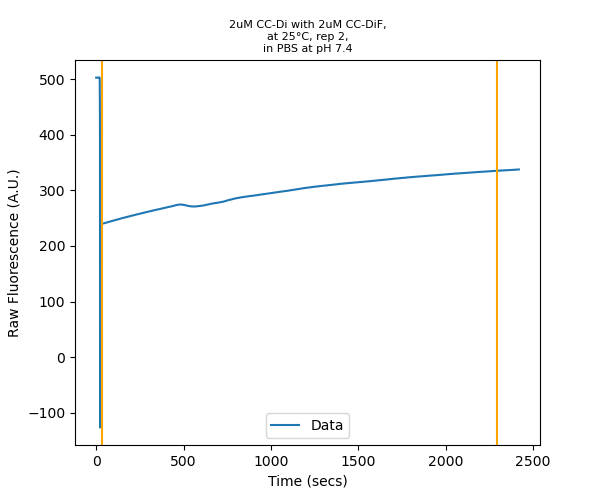 2uM CC-Di with 2uM CC-DiF,
at 25°C, rep 2,
in PBS at pH 7.4
Raw Fluorescence (A.U.)
500
400
300
200
100
0
−100
Data
0
500
1000
1500
2000
2500
Time (secs)